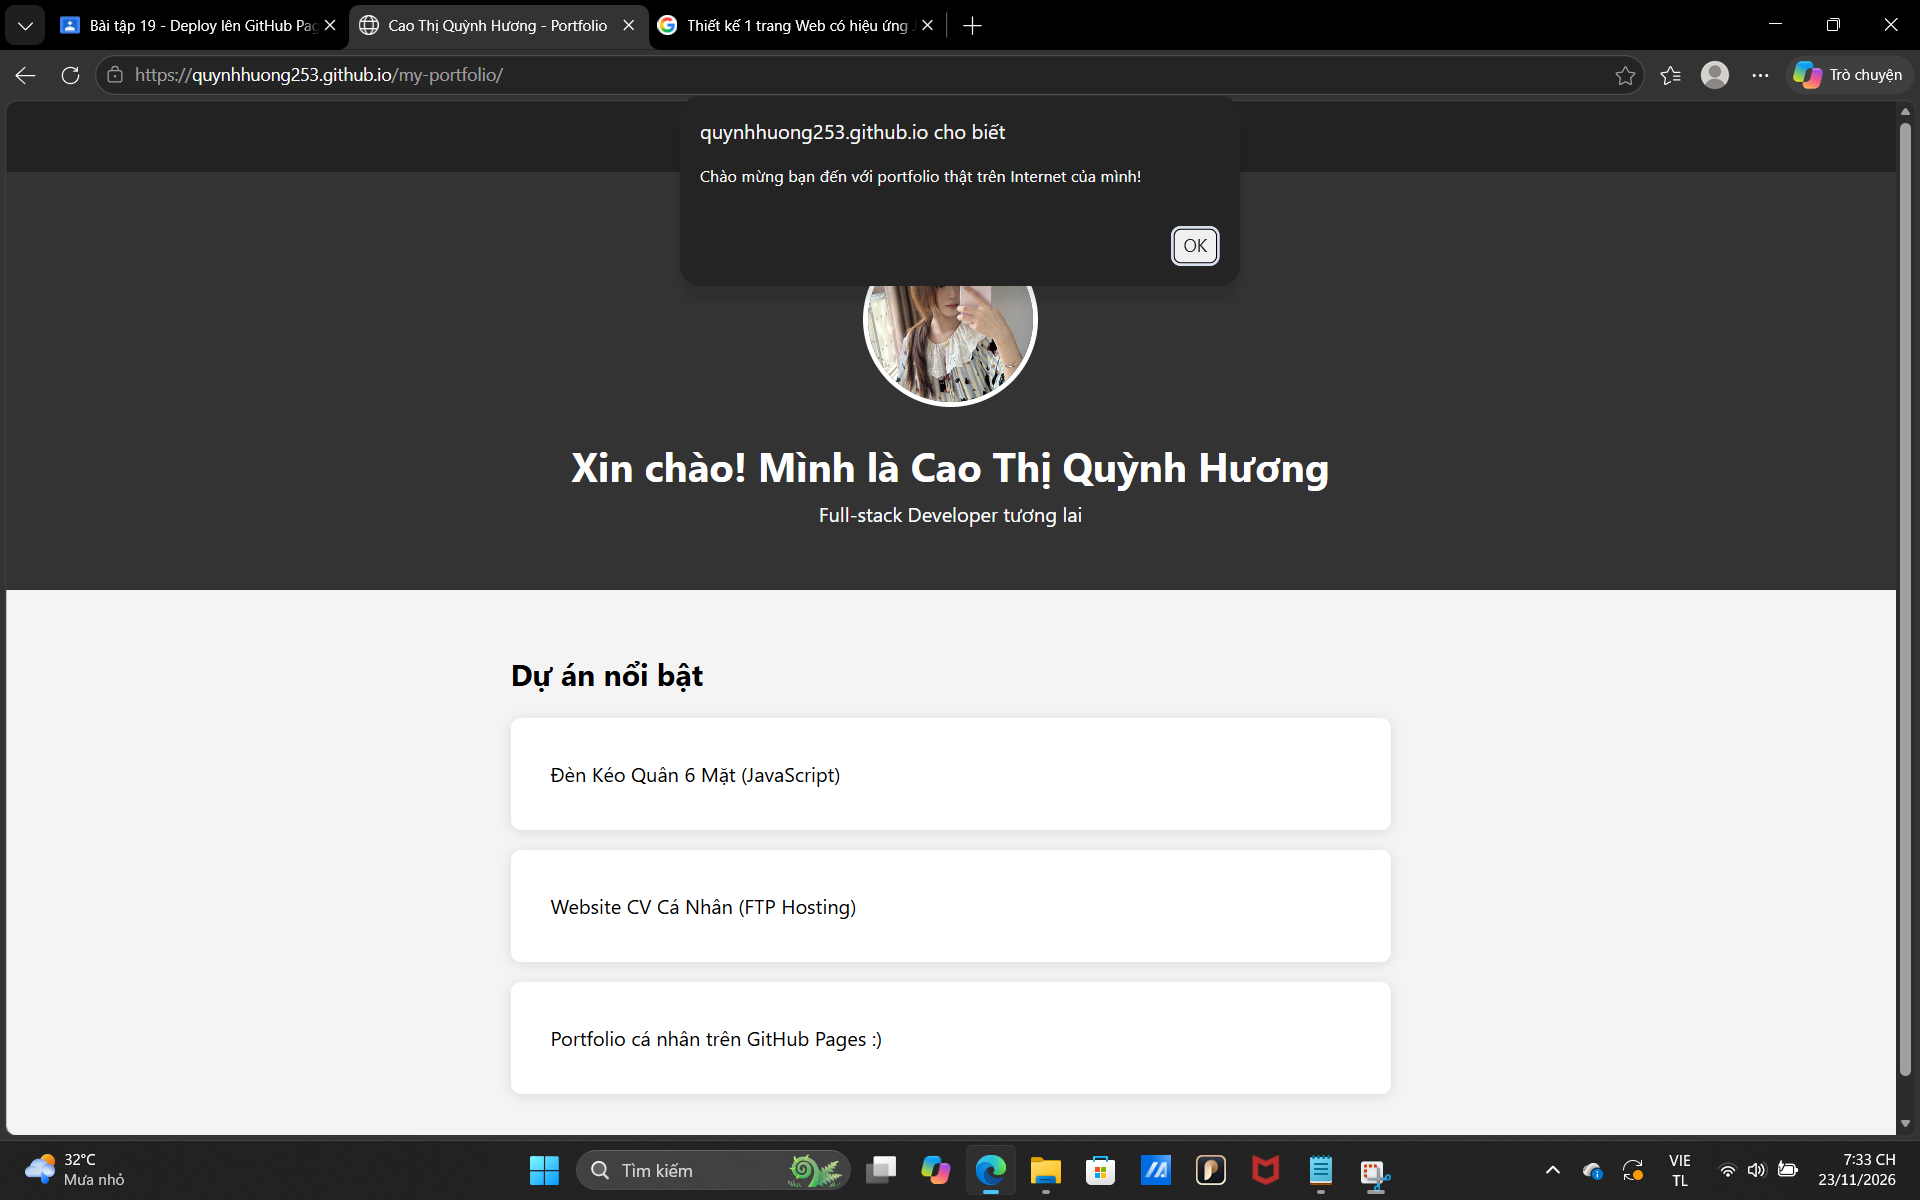 Bài tập 19 - Deploy lên GitHub Pag
Cao Thị Quỳnh Hương - Portfolio
Thiết kế 1 trang Web có hiệu ứng J
https://quynhhuong253.github.io/my-portfolio/
Trò chuyện
quynhhuong253.github.io cho biết
Chào mừng bạn đến với portfolio thật trên Internet của mình!
OK
Xin chào! Mình là Cao Thị Quỳnh Hương
Full-stack Developer tương lai
Dự án nổi bật
Đèn Kéo Quân 6 Mặt (JavaScript)
Website CV Cá Nhân (FTP Hosting)
Portfolio cá nhân trên GitHub Pages :)
32°C
Mưa nhỏ
Tìm kiếm
VIE
TL
7:33 CH
23/11/2026